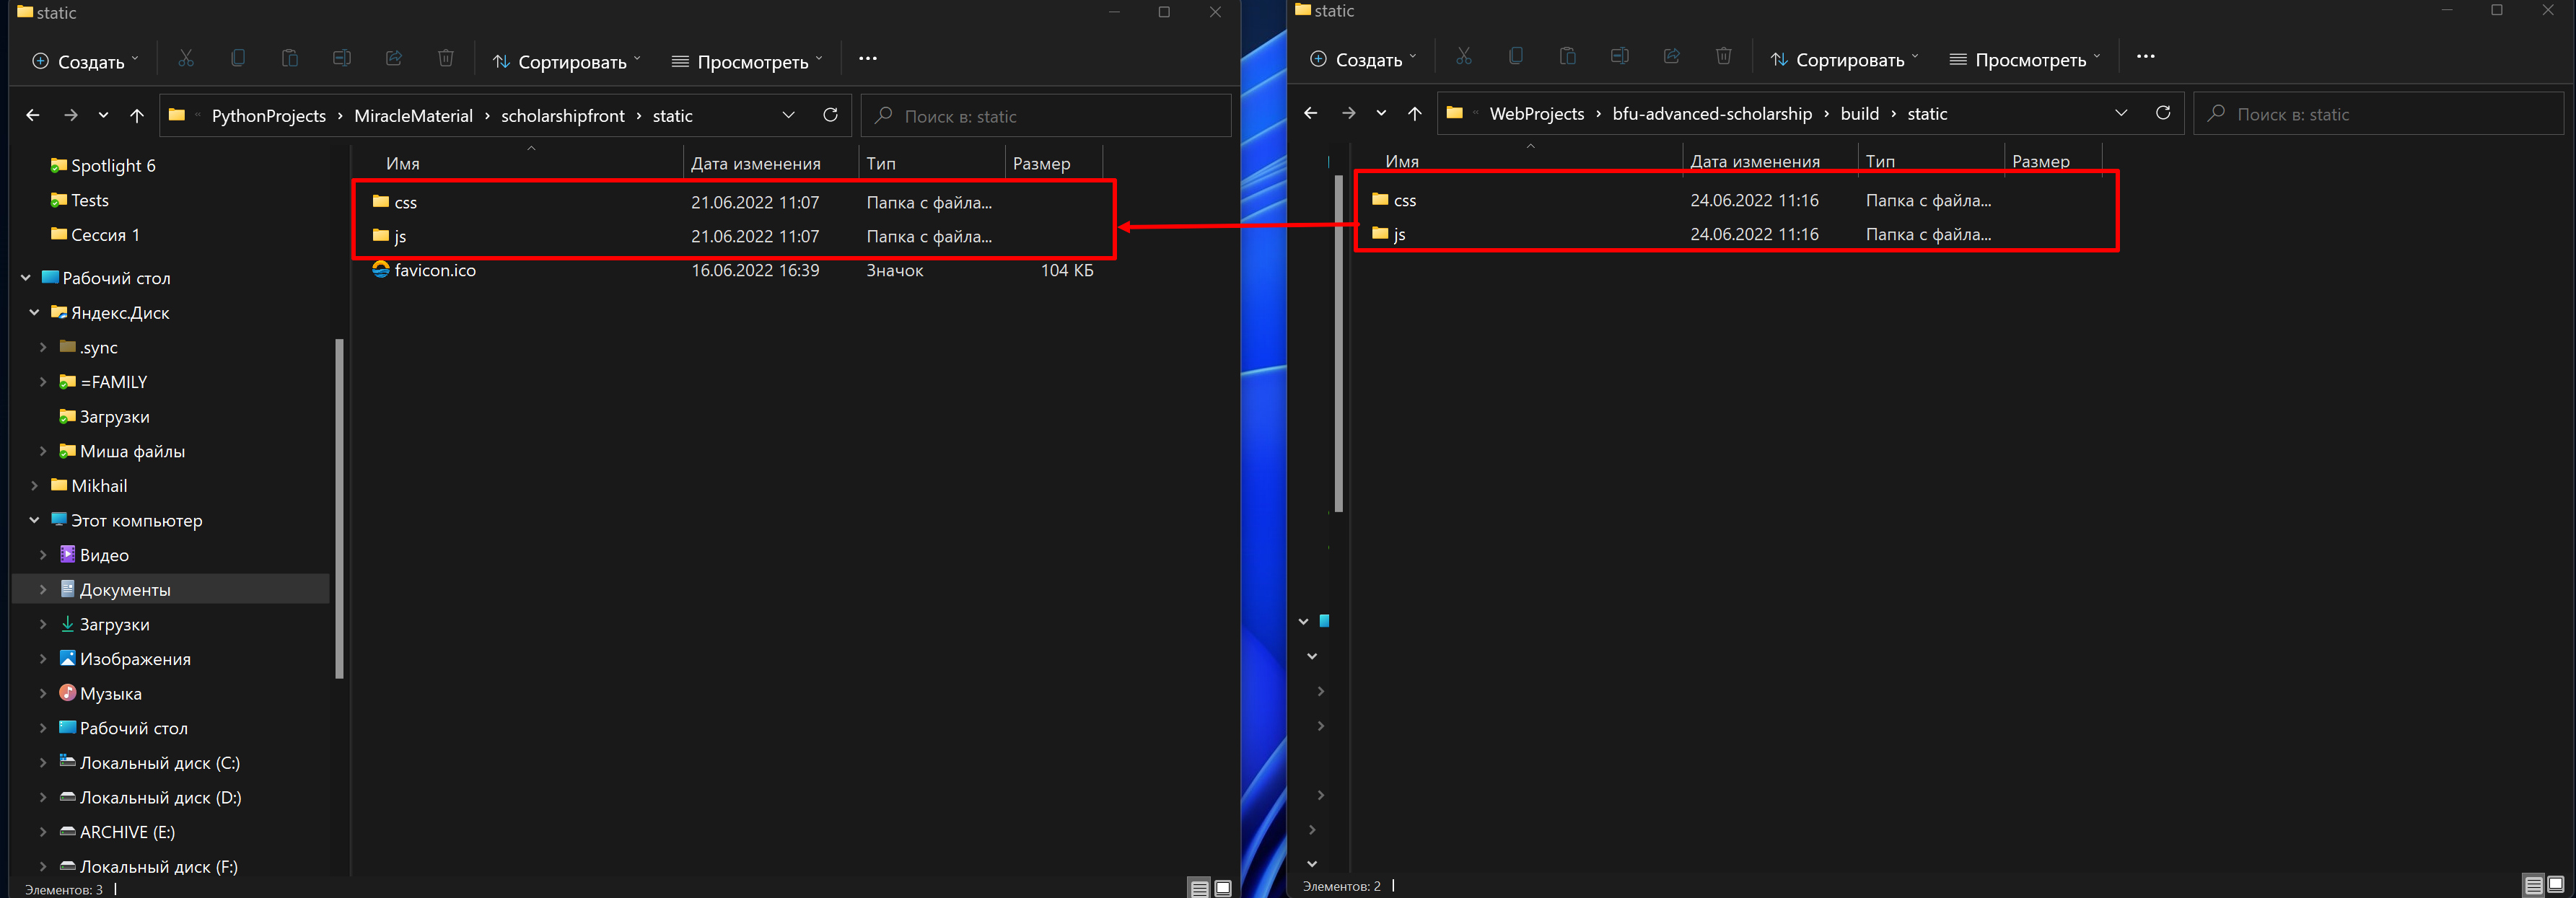 static
Создать
Сортировать
Просмотреть
PythonProjects
MiracleMaterial
scholarshipfront
static
Поиск в: static
Spotlight 6
Tests
Сессия 1
Рабочий стол
Яндекс.Диск
.sync
=FAMILY
Загрузки
Миша файлы
Mikhail
Этот компьютер
Видео
Документы
Загрузки
Изображения
Музыка
Рабочий стол
Локальный диск (C:)
Локальный диск (D:)
ARCHIVE (E:)
Локальный диск (F:)
Имя Дата изменения Тип Размер
css 21.06.2022 11:07 Папка с файла...
js 21.06.2022 11:07 Папка с файла...
favicon.ico 16.06.2022 16:39 Значок 104 КБ
Элементов: 3
static
Создать
Сортировать
Просмотреть
WebProjects
bfu-advanced-scholarship
build
static
Поиск в: static
Имя Дата изменения Тип Размер
css 24.06.2022 11:16 Папка с файла...
js 24.06.2022 11:16 Папка с файла...
Элементов: 2